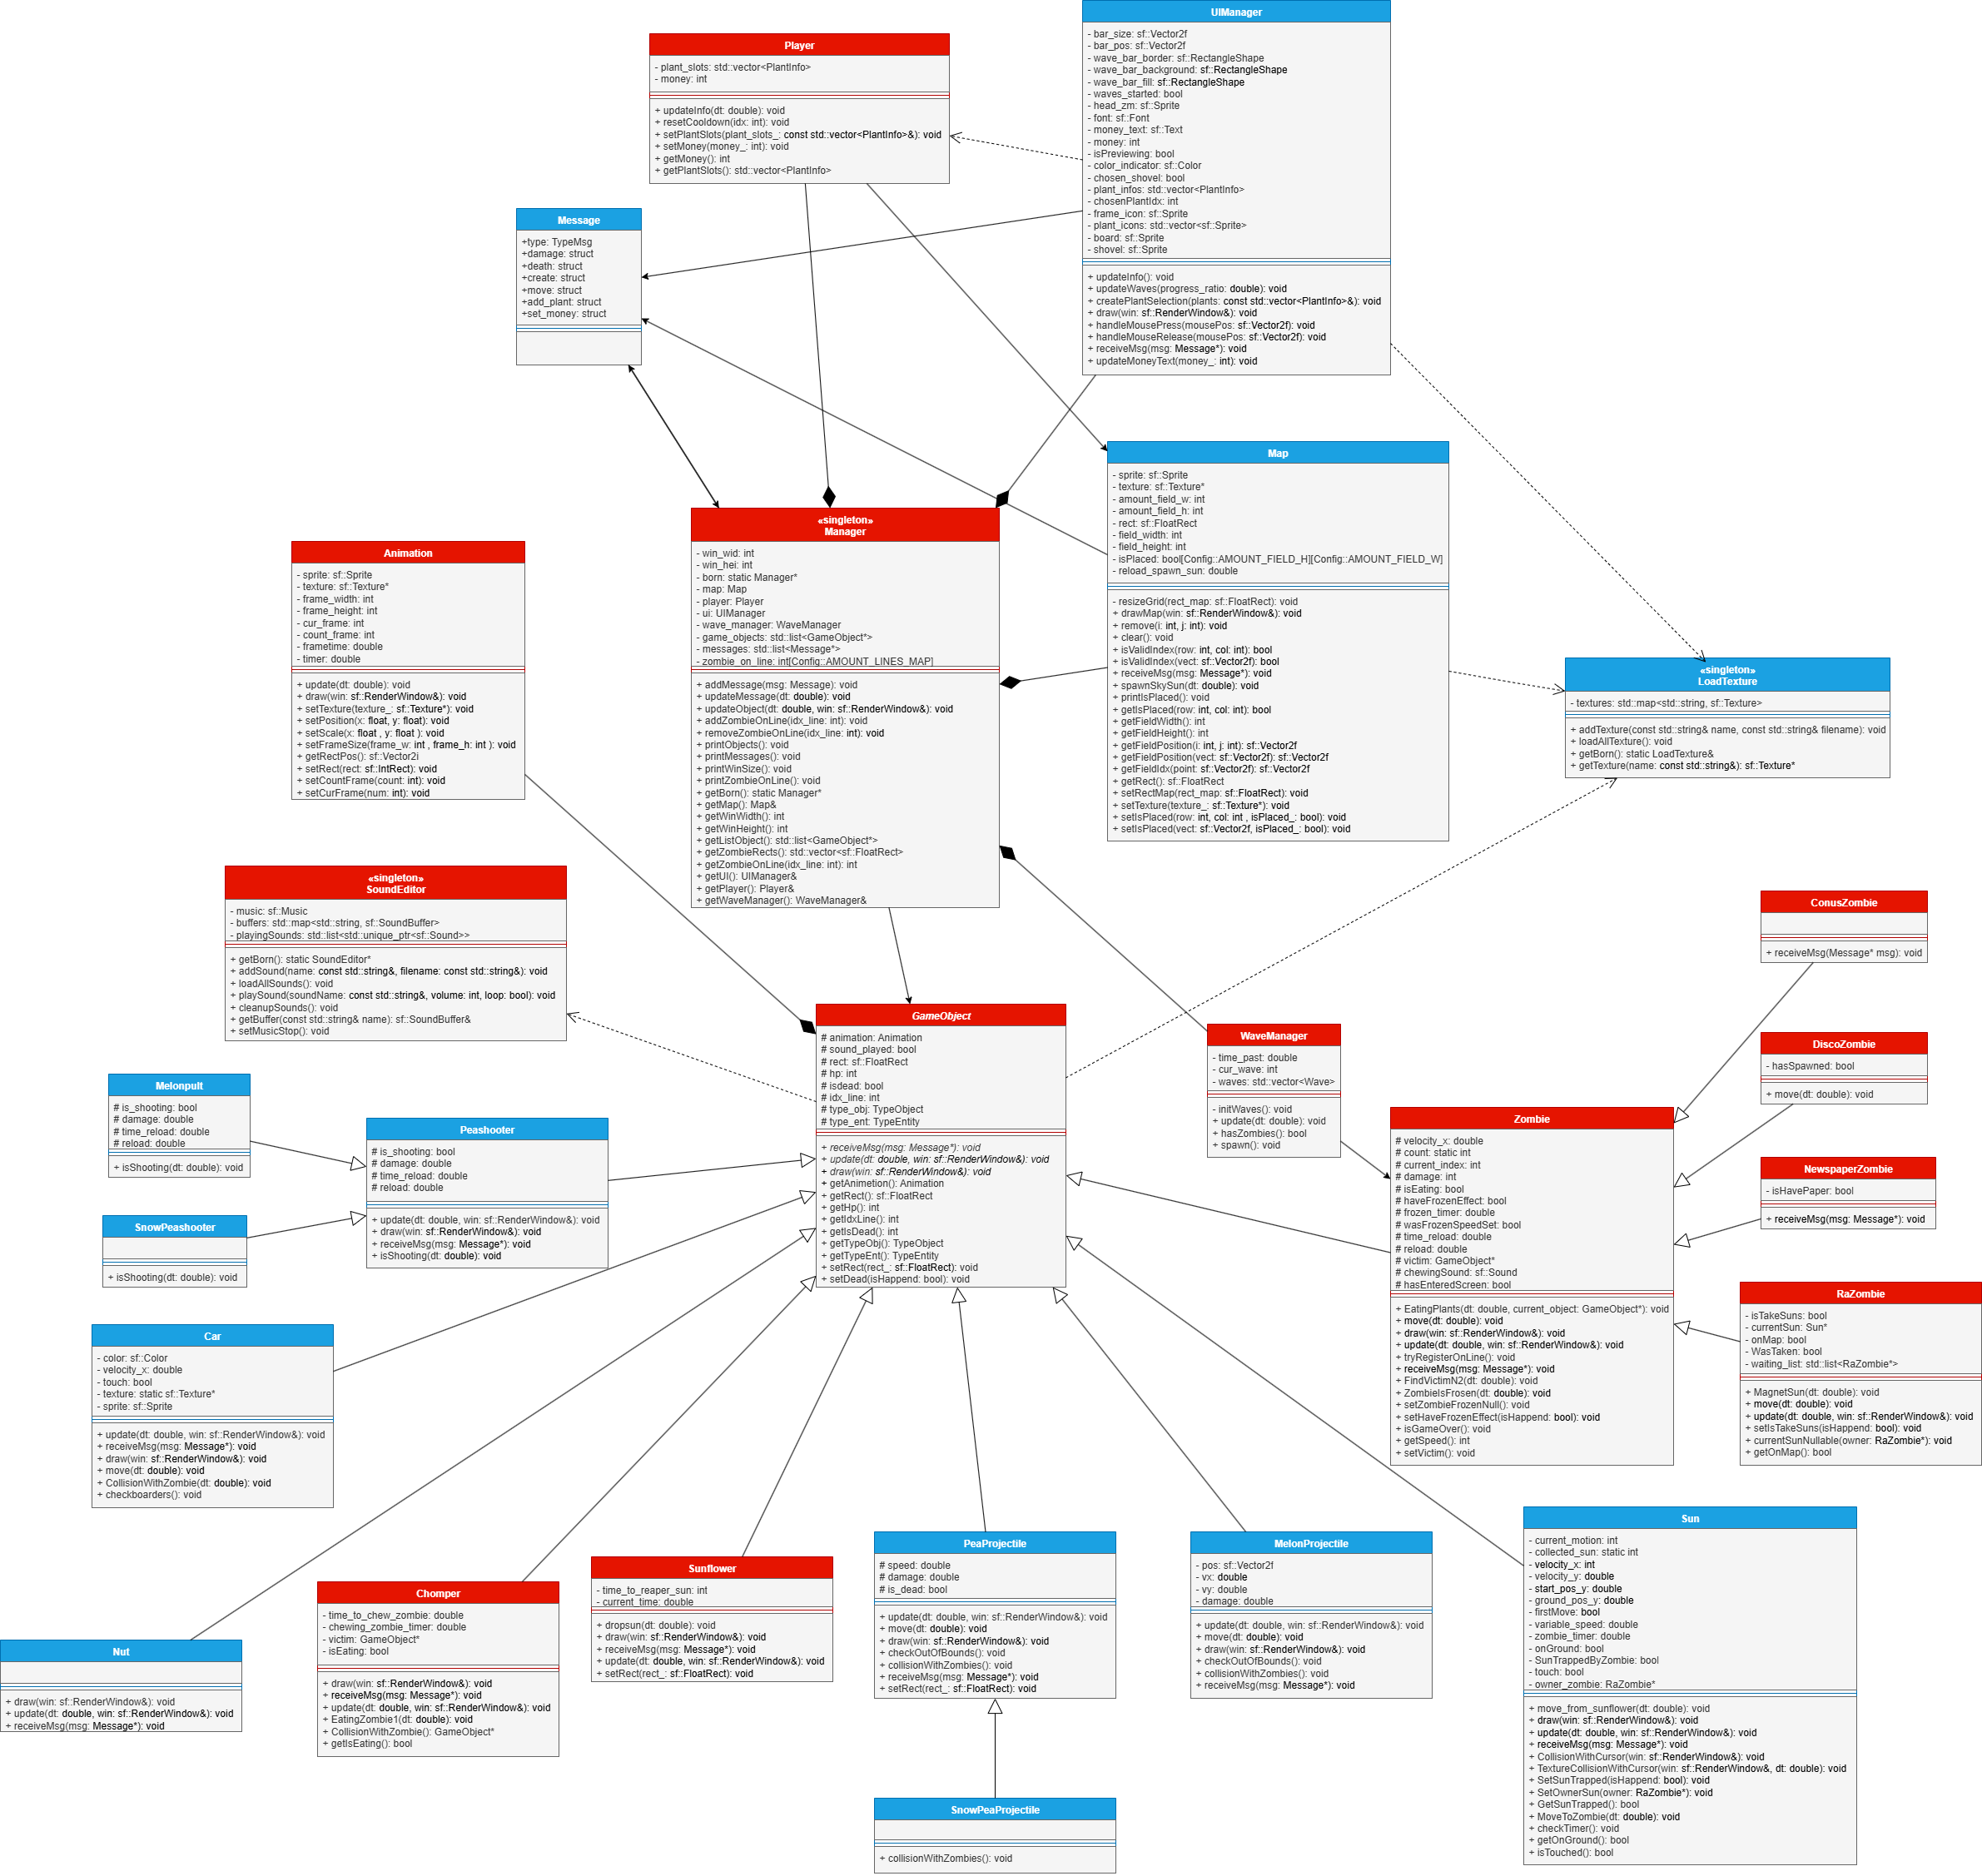 UIManager
- bar_size: sf::Vector2f
- bar_pos: sf::Vector2f
- wave_bar_border: sf::RectangleShape
- wave_bar_background: sf::RectangleShape
- wave_bar_fill: sf::RectangleShape
- waves_started: bool
- head_zm: sf::Sprite
- font: sf::Font
- money_text: sf::Text
- money: int
- isPreviewing: bool
- color_indicator: sf::Color
- chosen_shovel: bool
- plant_infos: std::vector<PlantInfo>
- chosenPlantIdx: int
- frame_icon: sf::Sprite
- plant_icons: std::vector<sf::Sprite>
- board: sf::Sprite
- shovel: sf::Sprite
+ updateInfo(): void
+ updateWaves(progress_ratio: double): void
+ createPlantSelection(plants: const std::vector<PlantInfo>&): void
+ draw(win: sf::RenderWindow&): void
+ handleMousePress(mousePos: sf::Vector2f): void
+ handleMouseRelease(mousePos: sf::Vector2f): void
+ receiveMsg(msg: Message*): void
+ updateMoneyText(money_: int): void
Player
- plant_slots: std::vector<PlantInfo>
- money: int
+ updateInfo(dt: double): void
+ resetCooldown(idx: int): void
+ setPlantSlots(plant_slots_: const std::vector<PlantInfo>&): void
+ setMoney(money_: int): void
+ getMoney(): int
+ getPlantSlots(): std::vector<PlantInfo>
Message
+type: TypeMsg
+damage: struct
+death: struct
+create: struct
+move: struct
+add_plant: struct
+set_money: struct
Map
- sprite: sf::Sprite
- texture: sf::Texture*
- amount_field_w: int
- amount_field_h: int
- rect: sf::FloatRect
- field_width: int
- field_height: int
- isPlaced: bool[Config::AMOUNT_FIELD_H][Config::AMOUNT_FIELD_W]
- reload_spawn_sun: double
- resizeGrid(rect_map: sf::FloatRect): void
+ drawMap(win: sf::RenderWindow&): void
+ remove(i: int, j: int): void
+ clear(): void
+ isValidIndex(row: int, col: int): bool
+ isValidIndex(vect: sf::Vector2f): bool
+ receiveMsg(msg: Message*): void
+ spawnSkySun(dt: double): void
+ printIsPlaced(): void
+ getIsPlaced(row: int, col: int): bool
+ getFieldWidth(): int
+ getFieldHeight(): int
+ getFieldPosition(i: int, j: int): sf::Vector2f
+ getFieldPosition(vect: sf::Vector2f): sf::Vector2f
+ getFieldIdx(point: sf::Vector2f): sf::Vector2f
+ getRect(): sf::FloatRect
+ setRectMap(rect_map: sf::FloatRect): void
+ setTexture(texture_: sf::Texture*): void
+ setIsPlaced(row: int, col: int , isPlaced_: bool): void
+ setIsPlaced(vect: sf::Vector2f, isPlaced_: bool): void
«singleton»
Manager
- win_wid: int
- win_hei: int
- born: static Manager*
- map: Map
- player: Player
- ui: UIManager
- wave_manager: WaveManager
- game_objects: std::list<GameObject*>
- messages: std::list<Message*>
- zombie_on_line: int[Config::AMOUNT_LINES_MAP]
+ addMessage(msg: Message): void
+ updateMessage(dt: double): void
+ updateObject(dt: double, win: sf::RenderWindow&): void
+ addZombieOnLine(idx_line: int): void
+ removeZombieOnLine(idx_line: int): void
+ printObjects(): void
+ printMessages(): void
+ printWinSize(): void
+ printZombieOnLine(): void
+ getBorn(): static Manager*
+ getMap(): Map&
+ getWinWidth(): int
+ getWinHeight(): int
+ getListObject(): std::list<GameObject*>
+ getZombieRects(): std::vector<sf::FloatRect>
+ getZombieOnLine(idx_line: int): int
+ getUI(): UIManager&
+ getPlayer(): Player&
+ getWaveManager(): WaveManager&
Animation
- sprite: sf::Sprite
- texture: sf::Texture*
- frame_width: int
- frame_height: int
- cur_frame: int
- count_frame: int
- frametime: double
- timer: double
+ update(dt: double): void
+ draw(win: sf::RenderWindow&): void
+ setTexture(texture_: sf::Texture*): void
+ setPosition(x: float, y: float): void
+ setScale(x: float , y: float ): void
+ setFrameSize(frame_w: int , frame_h: int ): void
+ getRectPos(): sf::Vector2i
+ setRect(rect: sf::IntRect): void
+ setCountFrame(count: int): void
+ setCurFrame(num: int): void
«singleton»
LoadTexture
- textures: std::map<std::string, sf::Texture>
+ addTexture(const std::string& name, const std::string& filename): void
+ loadAllTexture(): void
+ getBorn(): static LoadTexture&
+ getTexture(name: const std::string&): sf::Texture*
«singleton»
SoundEditor
- music: sf::Music
- buffers: std::map<std::string, sf::SoundBuffer>
- playingSounds: std::list<std::unique_ptr<sf::Sound>>
+ getBorn(): static SoundEditor*
+ addSound(name: const std::string&, filename: const std::string&): void
+ loadAllSounds(): void
+ playSound(soundName: const std::string&, volume: int, loop: bool): void
+ cleanupSounds(): void
+ getBuffer(const std::string& name): sf::SoundBuffer&
+ setMusicStop(): void
GameObject
# animation: Animation
# sound_played: bool
# rect: sf::FloatRect
# hp: int
# isdead: bool
# idx_line: int
# type_obj: TypeObject
# type_ent: TypeEntity
+ receiveMsg(msg: Message*): void
+ update(dt: double, win: sf::RenderWindow&): void
+ draw(win: sf::RenderWindow&): void
+ getAnimetion(): Animation
+ getRect(): sf::FloatRect
+ getHp(): int
+ getIdxLine(): int
+ getIsDead(): int
+ getTypeObj(): TypeObject
+ getTypeEnt(): TypeEntity
+ setRect(rect_: sf::FloatRect): void
+ setDead(isHappend: bool): void
WaveManager
- time_past: double
- cur_wave: int
- waves: std::vector<Wave>
- initWaves(): void
+ update(dt: double): void
+ hasZombies(): bool
+ spawn(): void
ConusZombie
+ receiveMsg(Message* msg): void
DiscoZombie
- hasSpawned: bool
+ move(dt: double): void
NewspaperZombie
- isHavePaper: bool
+ receiveMsg(msg: Message*): void
RaZombie
- isTakeSuns: bool
- currentSun: Sun*
- onMap: bool
- WasTaken: bool
- waiting_list: std::list<RaZombie*>
+ MagnetSun(dt: double): void
+ move(dt: double): void
+ update(dt: double, win: sf::RenderWindow&): void
+ setIsTakeSuns(isHappend: bool): void
+ currentSunNullable(owner: RaZombie*): void
+ getOnMap(): bool
Zombie
# velocity_x: double
# count: static int
# current_index: int
# damage: int
# isEating: bool
# haveFrozenEffect: bool
# frozen_timer: double
# wasFrozenSpeedSet: bool
# time_reload: double
# reload: double
# victim: GameObject*
# chewingSound: sf::Sound
# hasEnteredScreen: bool
+ EatingPlants(dt: double, current_object: GameObject*): void
+ move(dt: double): void
+ draw(win: sf::RenderWindow&): void
+ update(dt: double, win: sf::RenderWindow&): void
+ tryRegisterOnLine(): void
+ receiveMsg(msg: Message*): void
+ FindVictimN2(dt: double): void
+ ZombieIsFrosen(dt: double): void
+ setZombieFrozenNull(): void
+ setHaveFrozenEffect(isHappend: bool): void
+ isGameOver(): void
+ getSpeed(): int
+ setVictim(): void
Melonpult
# is_shooting: bool
# damage: double
# time_reload: double
# reload: double
+ isShooting(dt: double): void
Peashooter
# is_shooting: bool
# damage: double
# time_reload: double
# reload: double
+ update(dt: double, win: sf::RenderWindow&): void
+ draw(win: sf::RenderWindow&): void
+ receiveMsg(msg: Message*): void
+ isShooting(dt: double): void
SnowPeashooter
+ isShooting(dt: double): void
Car
- color: sf::Color
- velocity_x: double
- touch: bool
- texture: static sf::Texture*
- sprite: sf::Sprite
+ update(dt: double, win: sf::RenderWindow&): void
+ receiveMsg(msg: Message*): void
+ draw(win: sf::RenderWindow&): void
+ move(dt: double): void
+ CollisionWithZombie(dt: double): void
+ checkboarders(): void
Nut
+ draw(win: sf::RenderWindow&): void
+ update(dt: double, win: sf::RenderWindow&): void
+ receiveMsg(msg: Message*): void
Chomper
- time_to_chew_zombie: double
- chewing_zombie_timer: double
- victim: GameObject*
- isEating: bool
+ draw(win: sf::RenderWindow&): void
+ receiveMsg(msg: Message*): void
+ update(dt: double, win: sf::RenderWindow&): void
+ EatingZombie1(dt: double): void
+ CollisionWithZombie(): GameObject*
+ getIsEating(): bool
Sunflower
- time_to_reaper_sun: int
- current_time: double
+ dropsun(dt: double): void
+ draw(win: sf::RenderWindow&): void
+ receiveMsg(msg: Message*): void
+ update(dt: double, win: sf::RenderWindow&): void
+ setRect(rect_: sf::FloatRect): void
PeaProjectile
# speed: double
# damage: double
# is_dead: bool
+ update(dt: double, win: sf::RenderWindow&): void
+ move(dt: double): void
+ draw(win: sf::RenderWindow&): void
+ checkOutOfBounds(): void
+ collisionWithZombies(): void
+ receiveMsg(msg: Message*): void
+ setRect(rect_: sf::FloatRect): void
MelonProjectile
- pos: sf::Vector2f
- vx: double
- vy: double
- damage: double
+ update(dt: double, win: sf::RenderWindow&): void
+ move(dt: double): void
+ draw(win: sf::RenderWindow&): void
+ checkOutOfBounds(): void
+ collisionWithZombies(): void
+ receiveMsg(msg: Message*): void
Sun
- current_motion: int
- collected_sun: static int
- velocity_x: int
- velocity_y: double
- start_pos_y: double
- ground_pos_y: double
- firstMove: bool
- variable_speed: double
- zombie_timer: double
- onGround: bool
- SunTrappedByZombie: bool
- touch: bool
- owner_zombie: RaZombie*
+ move_from_sunflower(dt: double): void
+ draw(win: sf::RenderWindow&): void
+ update(dt: double, win: sf::RenderWindow&): void
+ receiveMsg(msg: Message*): void
+ CollisionWithCursor(win: sf::RenderWindow&): void
+ TextureCollisionWithCursor(win: sf::RenderWindow&, dt: double): void
+ SetSunTrapped(isHappend: bool): void
+ SetOwnerSun(owner: RaZombie*): void
+ GetSunTrapped(): bool
+ MoveToZombie(dt: double): void
+ checkTimer(): void
+ getOnGround(): bool
+ isTouched(): bool
SnowPeaProjectile
+ collisionWithZombies(): void